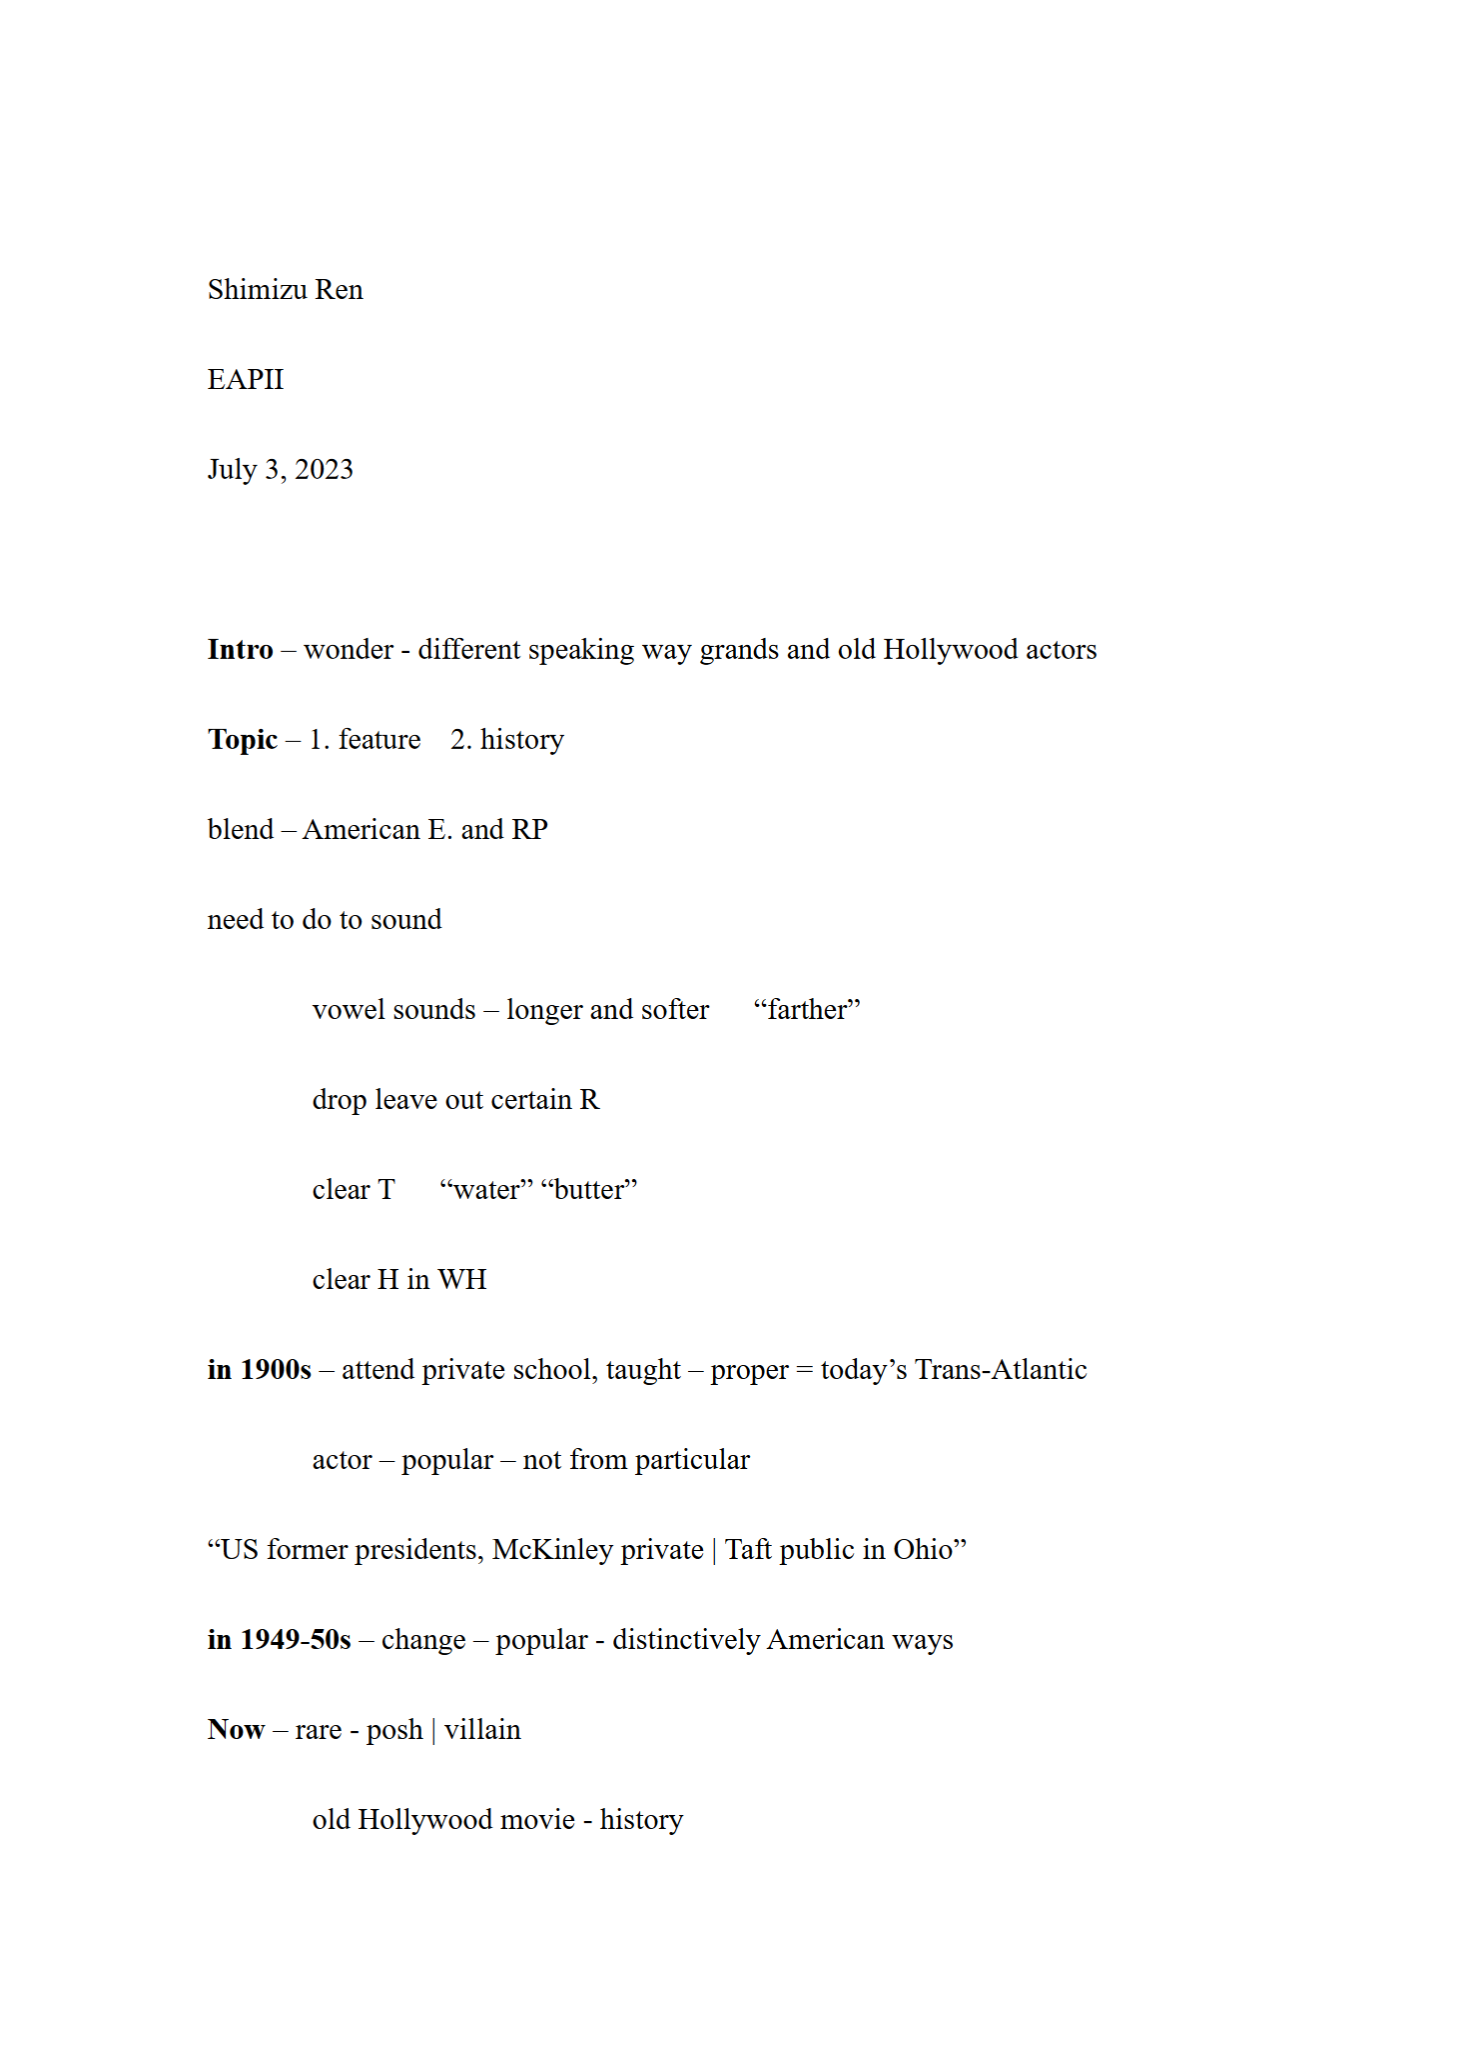 Shimizu Ren
EAPII
July 3, 2023
Intro – wonder - different speaking way grands and old Hollywood actors
Topic – 1. feature    2. history
blend – American E. and RP
need to do to sound
vowel sounds – longer and softer      “farther”
drop leave out certain R
clear T      “water” “butter”
clear H in WH
in 1900s – attend private school, taught – proper = today’s Trans-Atlantic
actor – popular – not from particular
“US former presidents, McKinley private | Taft public in Ohio”
in 1949-50s – change – popular - distinctively American ways
Now – rare - posh | villain
old Hollywood movie - history